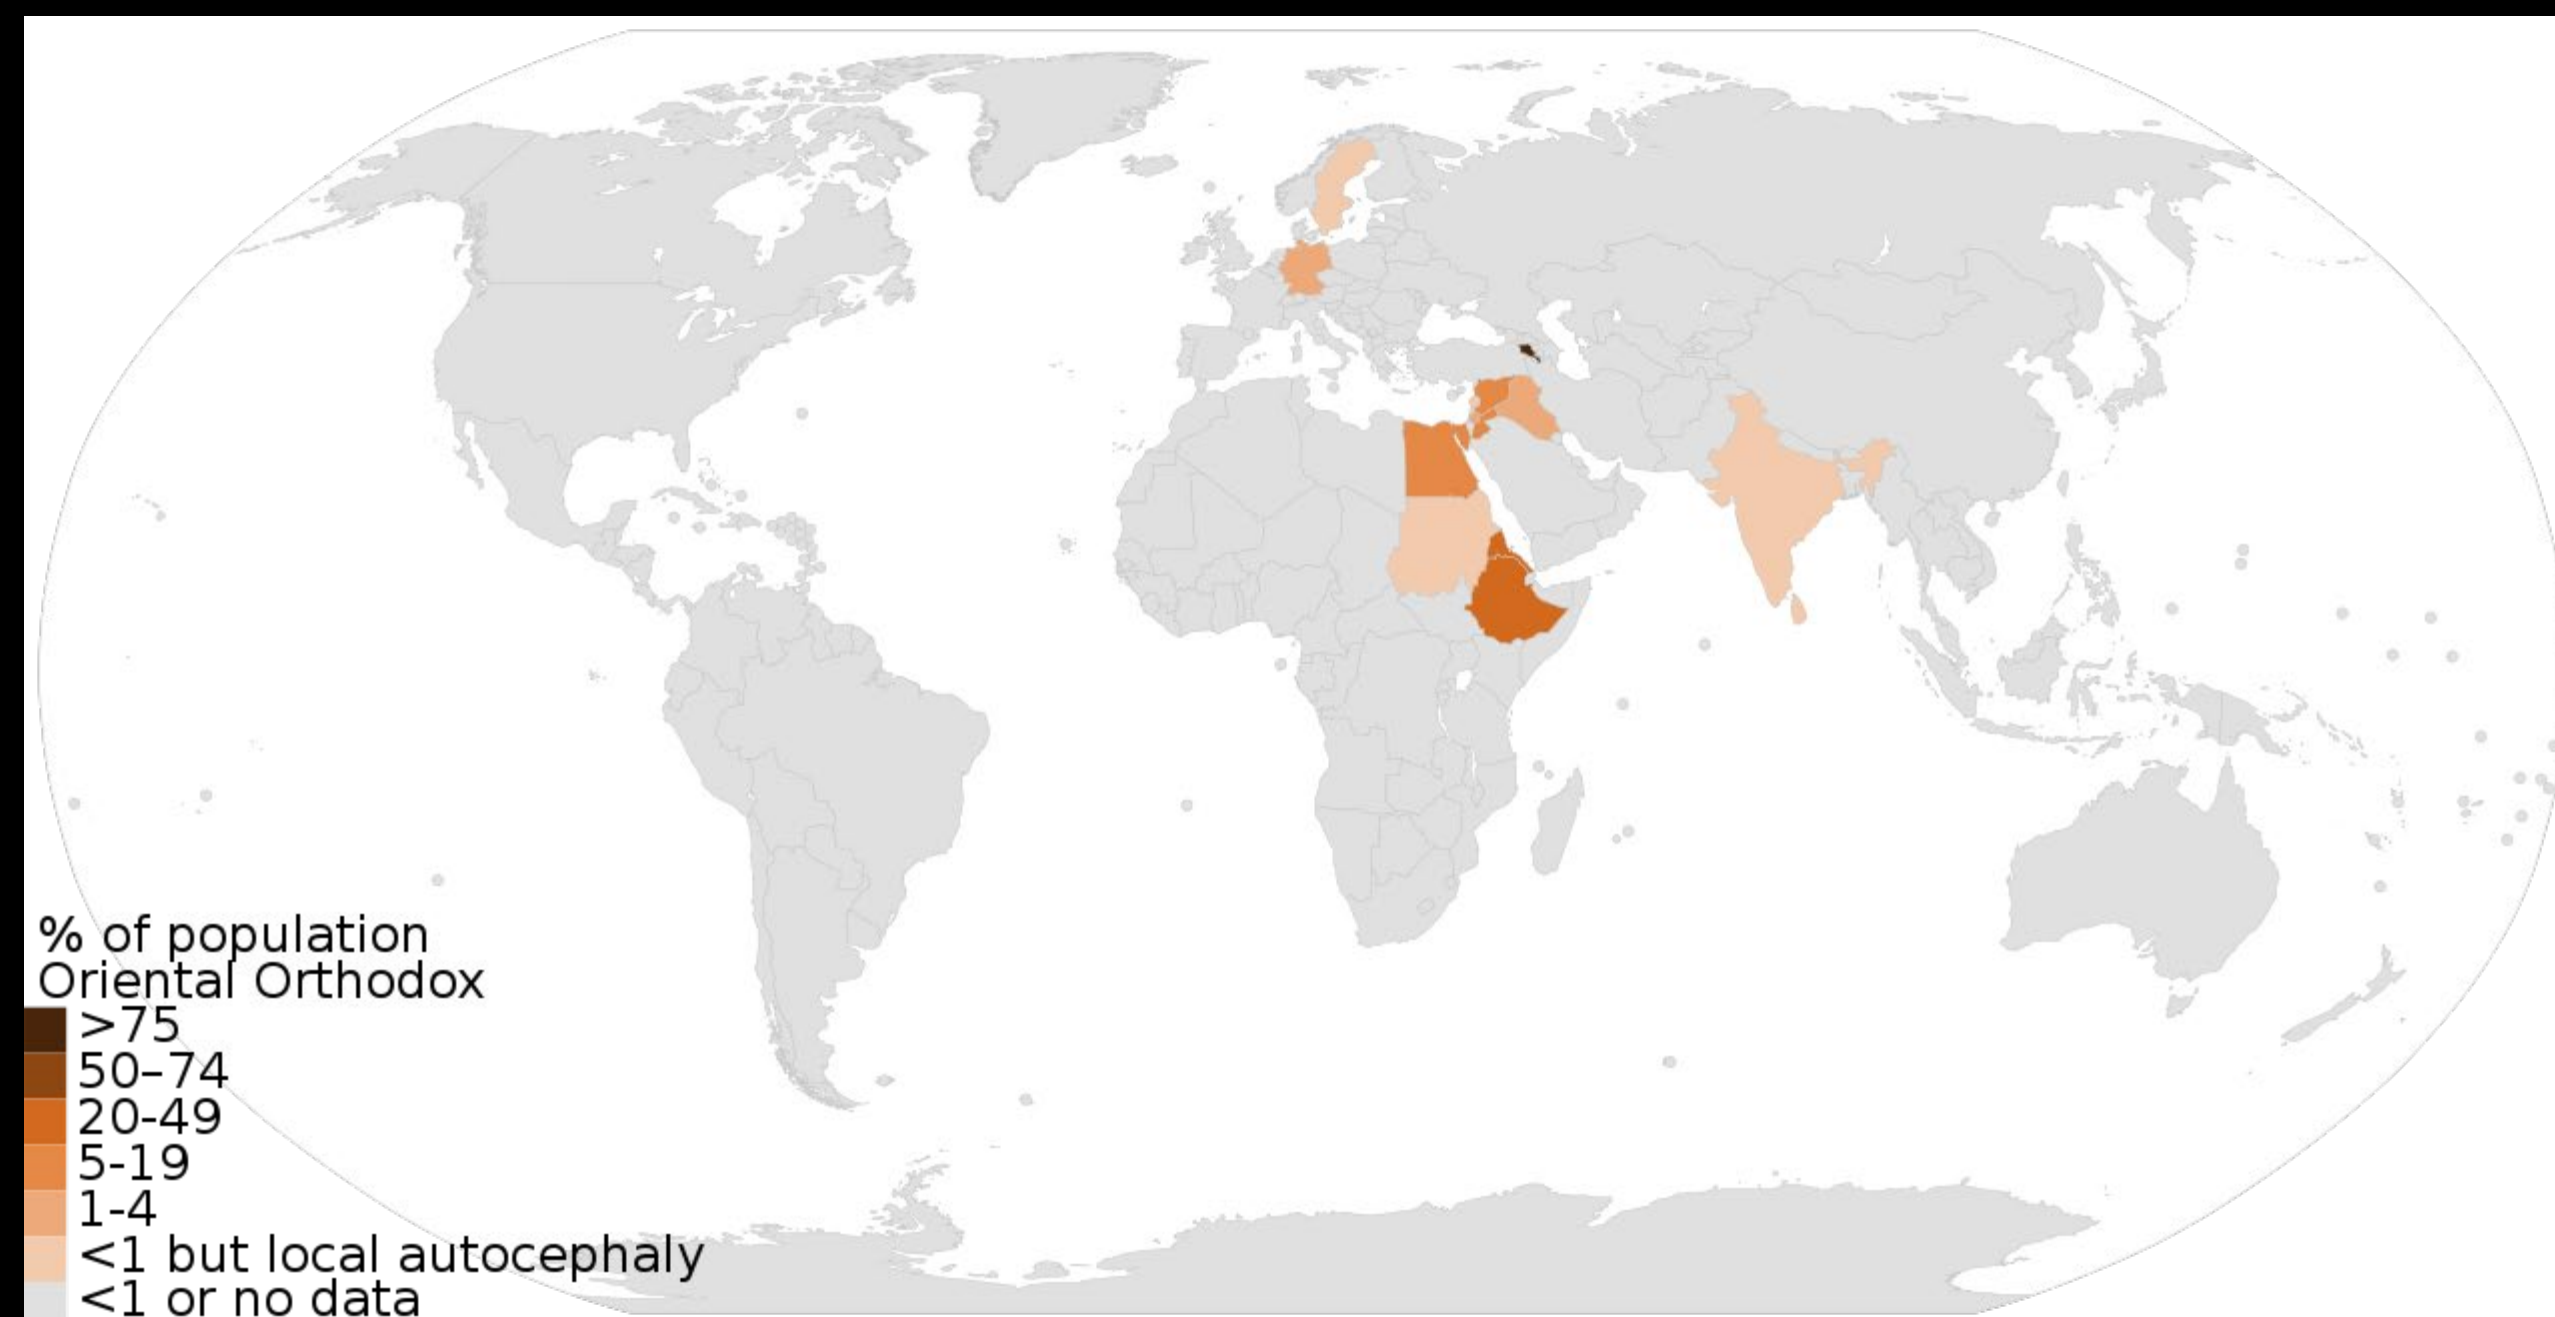 % of population
Oriental Orthodox
>75
50–74
20-49
5-19
1-4
<1 but local autocephaly
<1 or no data